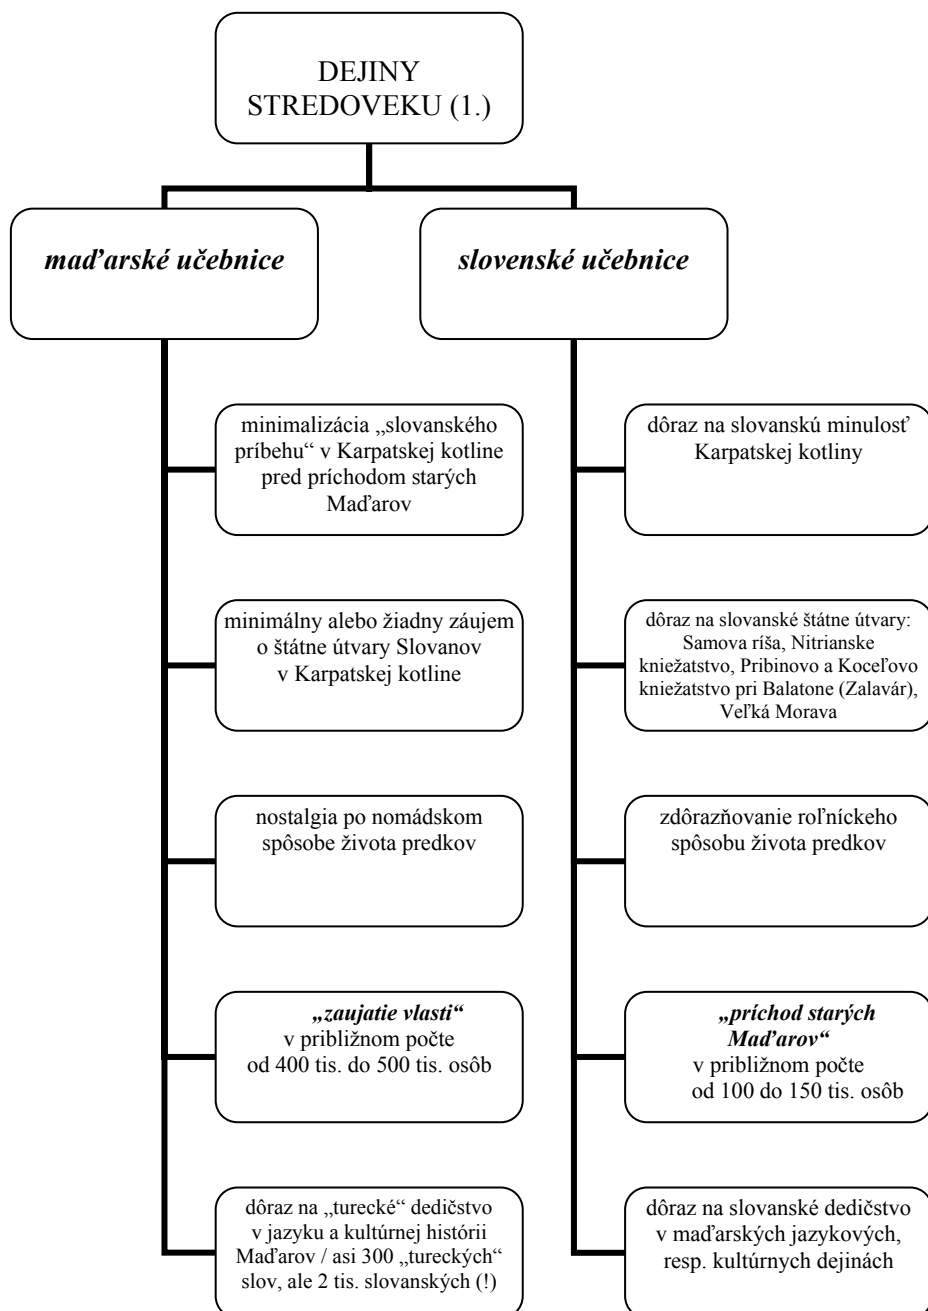 DEJINY
STREDOVEKU (1.)
maďarské učebnice
slovenské učebnice
minimalizácia „slovanského
príbehu“ v Karpatskej kotline
pred príchodom starých
Maďarov
dôraz na slovanskú minulosť
Karpatskej kotliny
minimálny alebo žiadny záujem
o štátne útvary Slovanov
v Karpatskej kotline
dôraz na slovanské štátne útvary:
Samova ríša, Nitrianske
kniežatstvo, Pribinovo a Koceľovo
kniežatstvo pri Balatone (Zalavár),
Veľká Morava
nostalgia po nomádskom
spôsobe života predkov
zdôrazňovanie roľníckeho
spôsobu života predkov
„zaujatie vlasti“
v približnom počte
od 400 tis. do 500 tis. osôb
„príchod starých
Maďarov“
v približnom počte
od 100 do 150 tis. osôb
dôraz na „turecké“ dedičstvo
v jazyku a kultúrnej histórii
Maďarov / asi 300 „tureckých“
slov, ale 2 tis. slovanských (!)
dôraz na slovanské dedičstvo
v maďarských jazykových,
resp. kultúrnych dejinách